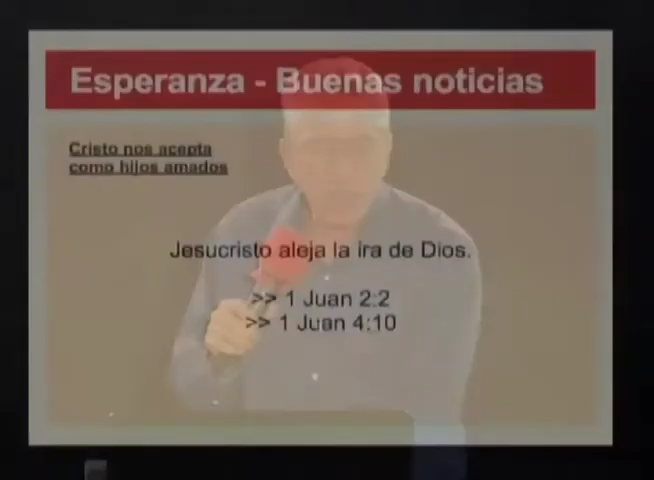 Esperanza - Buenas noticias
Cristo nos acepta
como hijos amados
Jesucristo aleja la ira de Dios.
>> 1 Juan 2:2
>> 1 Juan 4:10